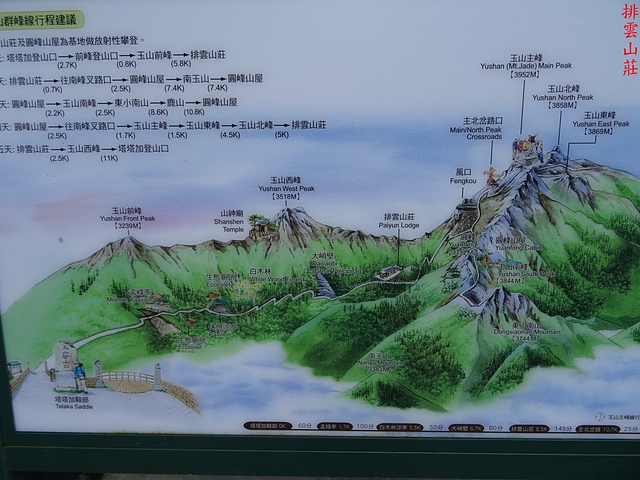 排雲山莊
山群峰線行程建議
山莊及圓峰山屋為基地做放射性攀登。
塔塔加登山口→前峰登山口→玉山前峰→排雲山莊
(2.7K) (0.8K) (5.8K)
排雲山莊→往南峰叉路口→圓峰山屋→南玉山→圓峰山屋
(0.7K) (2.5K) (7.4K) (7.4K)
圓峰山屋→玉山南峰→東小南山→鹿山→圓峰山屋
(2.2K) (2.2K) (8.6K) (10.8K)
圓峰山屋→往南峰叉路口→玉山主峰→玉山東峰→玉山北峰→排雲山莊
(2.5K) (1.7K) (1.5K) (4.5K) (5K)
排雲山莊→玉山西峰→塔塔加登山口
(2.5K) (11K)
玉山主峰
Yushan (Mt.Jade) Main Peak
[3952M]
玉山北峰
Yushan North Peak
[3858M]
玉山東峰
Yushan East Peak
[3869M]
主北岔路口
Main/North Peak
Crossroads
風口
Fengkou
玉山西峰
Yushan West Peak
[3518M]
玉山前峰
Yushan Front Peak
[3239M]
山神廟
Shanshen
Temple
排雲山莊
Paiyun Lodge
大峭壁
白木林
White Wood Forest
圓峰山屋
Yuanfong Cabin
玉山南峰
Yushan South Peak
[3844M]
東小南山
Dongsiaonan Mountain
[3744M]
塔塔加鞍部
Tataka Saddle
塔塔加鞍部 0K 60分 孟祿亭 1.7K 100分 白木林涼亭 5.5K 50分 大峭壁 6.7K 60分 排雲山莊 8.5K 145分 主北岔路 10.7K 25分
玉山主峰線行